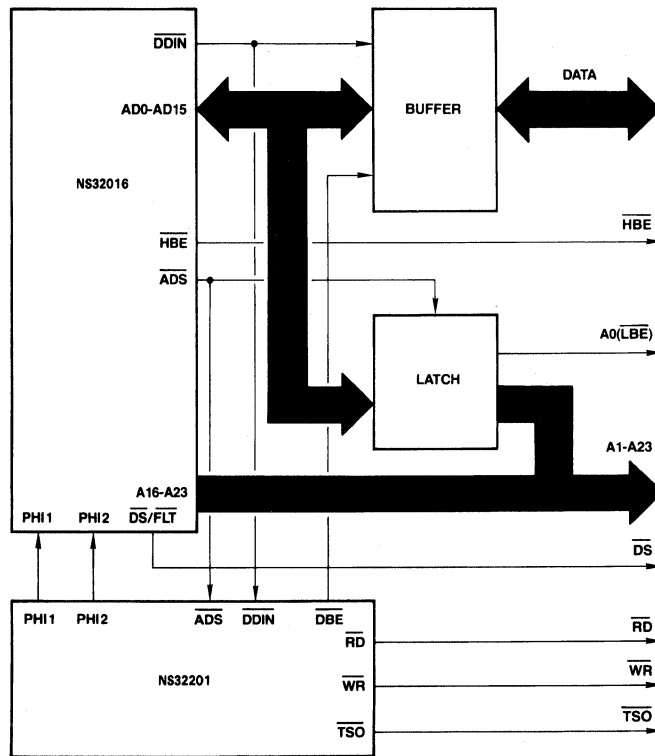 DDIN
DATA
AD0-AD15
BUFFER
NS32016
HBE
HBE
ADS
A0(LBE)
LATCH
A1-A23
A16-A23
PHI1 PHI2 DS/FLT
DS
PHI1 PHI2 ADS DDIN DBE
RD
RD
NS32201
WR
WR
TSO
TSO